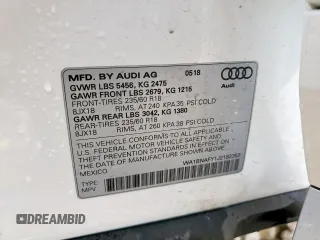 MFD. BY AUDI AG 0518
GVWR LBS 5456, KG 2475
GAWR FRONT LBS 2679, KG 1215
FRONT-TIRES 235/60 R18
8JX18 RIMS, AT 240 KPA 35 PSI COLD
GAWR REAR LBS 3042, KG 1380
REAR-TIRES 235/60 R18
8JX18 RIMS, AT 260 KPA 38 PSI COLD
THIS VEHICLE CONFORMS TO ALL APPLICABLE
FEDERAL MOTOR VEHICLE SAFETY AND
THEFT PREVENTION STANDARDS IN EFFECT ON THE
DATE OF MANUFACTURE SHOWN ABOVE
MEXICO
TYPE:
Audi
DREAMBID